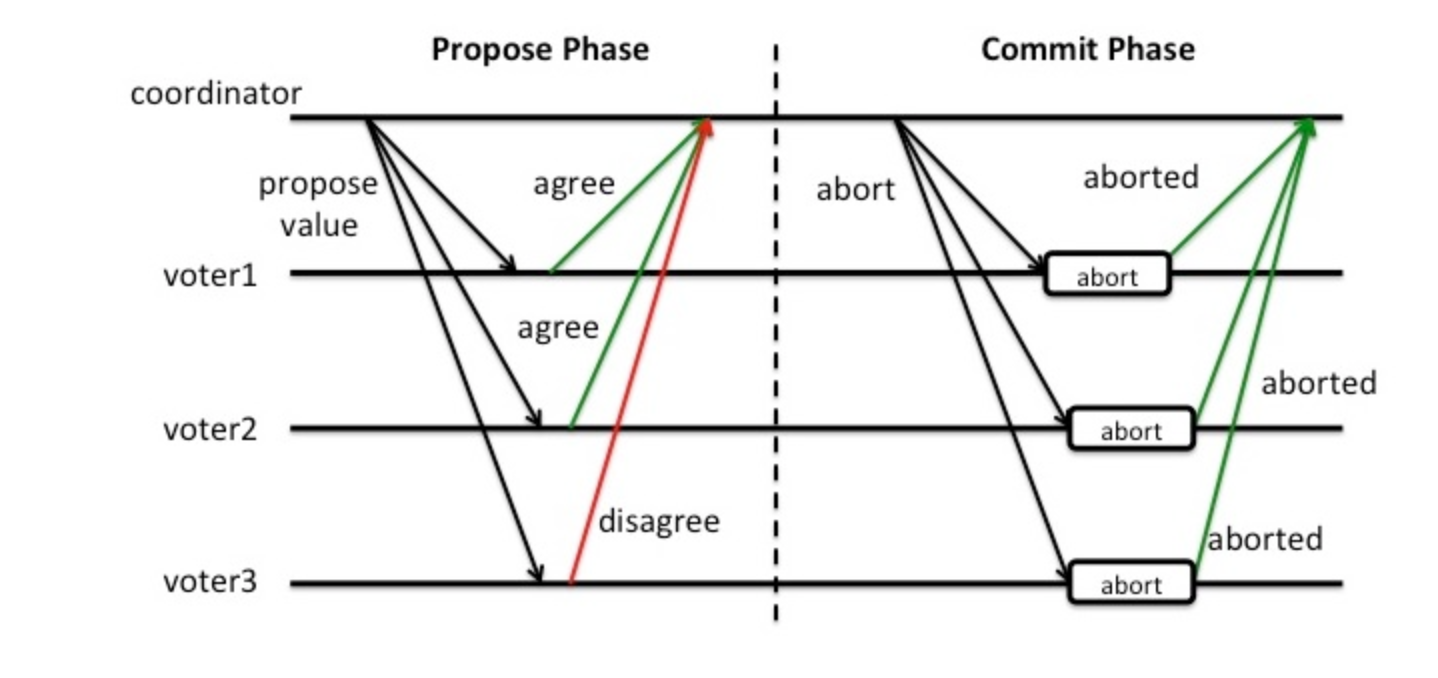 Propose Phase
Commit Phase
coordinator
propose
value
agree
abort
aborted
voter1
abort
agree
aborted
voter2
abort
disagree
aborted
voter3
abort